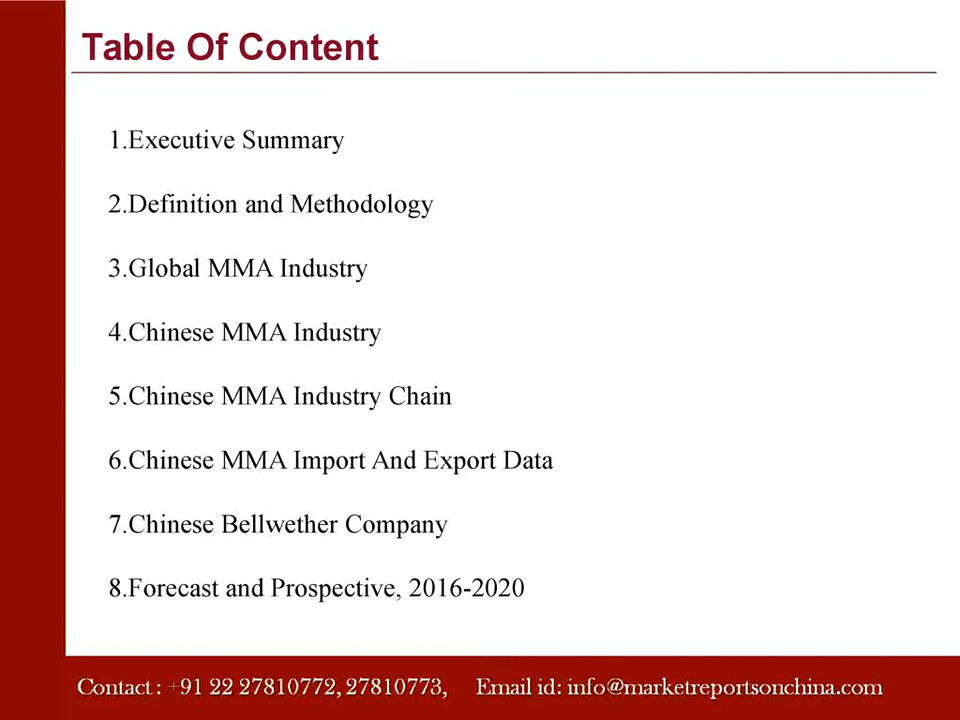 Table Of Content
1.Executive Summary
2.Definition and Methodology
3.Global MMA Industry
4.Chinese MMA Industry
5.Chinese MMA Industry Chain
6.Chinese MMA Import And Export Data
7.Chinese Bellwether Company
8.Forecast and Prospective, 2016-2020
Contact : +91 22 27810772, 27810773, Email id: info@marketreportsonchina.com